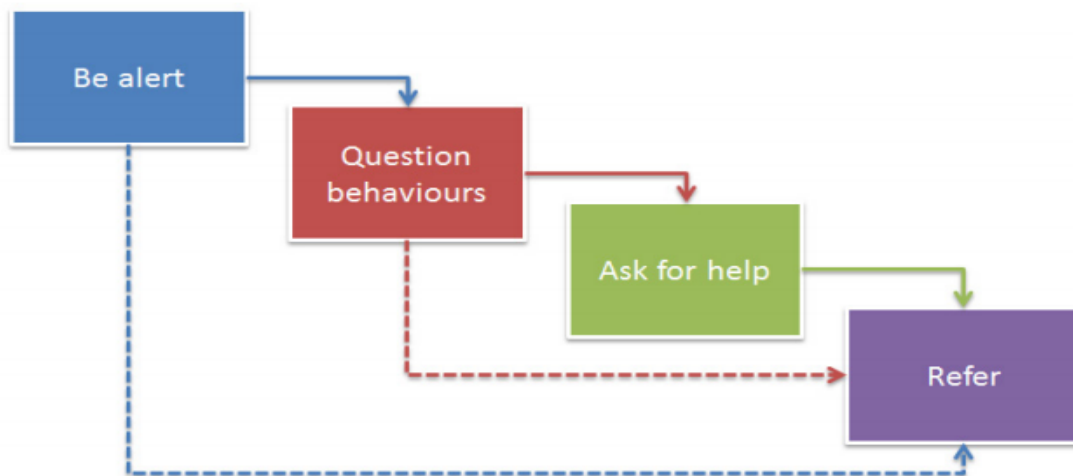 Be alert
Question
behaviours
Ask for help
Refer